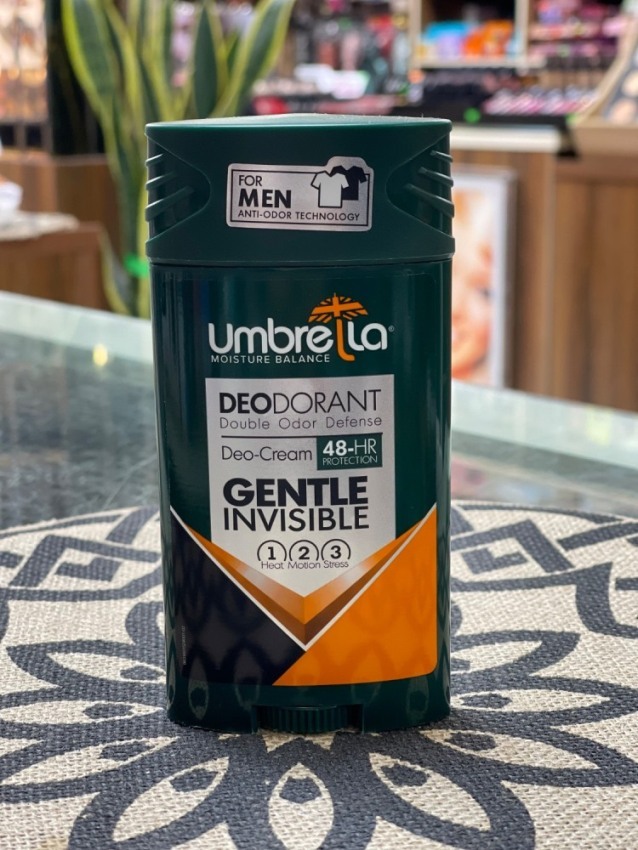 FOR
MEN
ANTI-ODOR TECHNOLOGY
Umbrella®
MOISTURE BALANCE
DEODORANT
Double Odor Defense
Deo-Cream 48-HR
PROTECTION
GENTLE
INVISIBLE
1 2 3
Heat Motion Stress